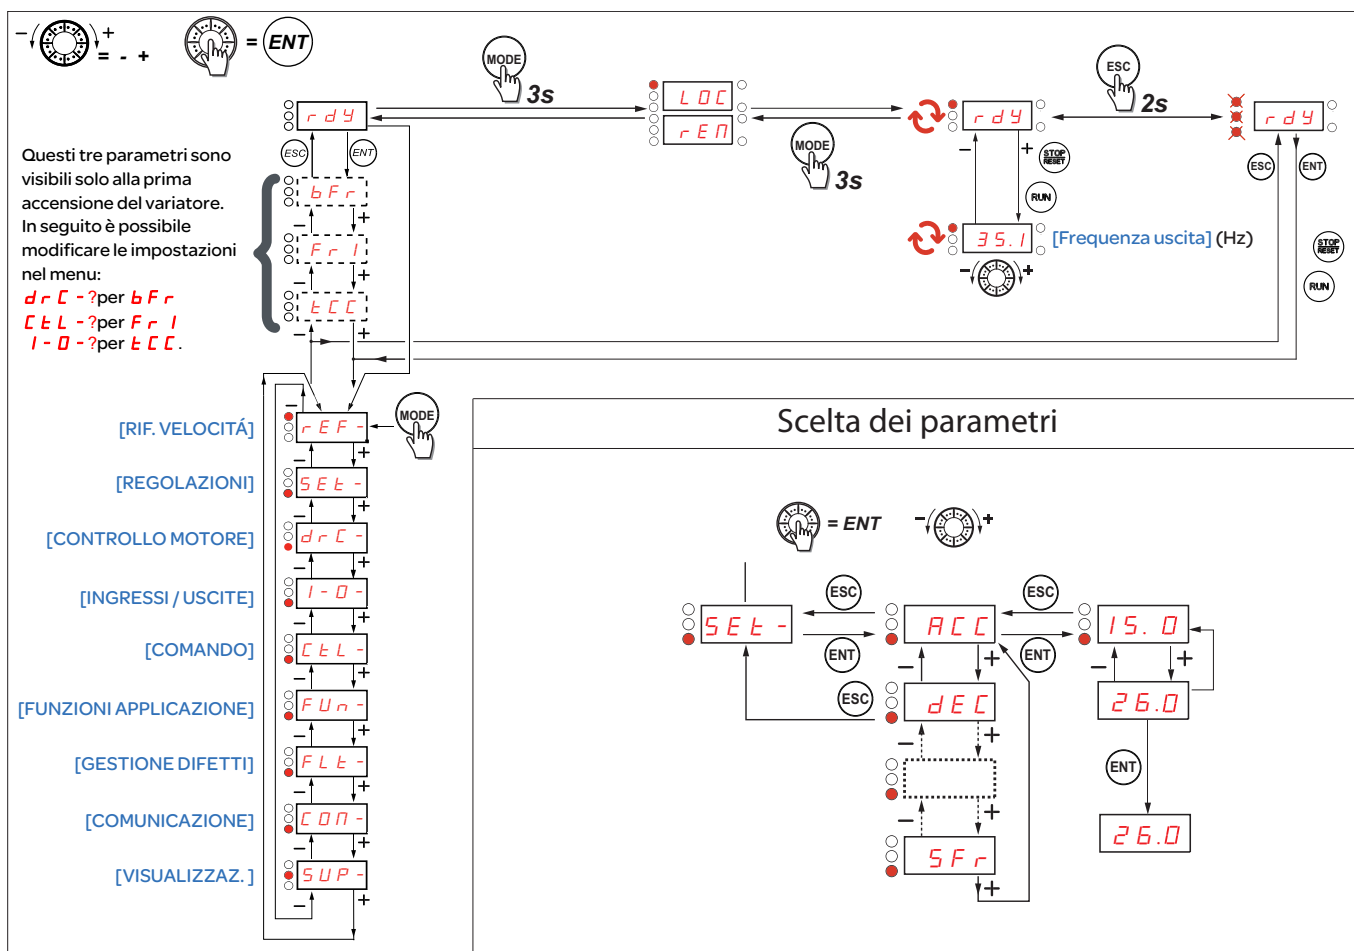 - + = - +
= ENT
MODE
3s
ESC
2s
LOC
rEM
rdY
rdY
rdY
MODE
3s
ESC ENT
Questi tre parametri sono
visibili solo alla prima
accensione del variatore.
In seguito è possibile
modificare le impostazioni
nel menu:
drC -?per bFr
CtL -?per Fr1
I-O-?per tCC.
bFr
- +
Fr1
- +
tCC
- +
- +
STOP
RESET
RUN
35.1 [Frequenza uscita] (Hz)
- +
ESC ENT
STOP
RESET
RUN
-
[RIF. VELOCITÁ] rEF- MODE
- +
[REGOLAZIONI] SEt-
- +
[CONTROLLO MOTORE] drC-
- +
[INGRESSI / USCITE] I-O-
- +
[COMANDO] CtL-
- +
[FUNZIONI APPLICAZIONE] FUn-
- +
[GESTIONE DIFETTI] FLt-
- +
[COMUNICAZIONE] COM-
- +
[VISUALIZZAZ. ] SUP-
- +
Scelta dei parametri
= ENT - +
ESC ESC
SEt- ACC 15.0
ENT ENT
- + - +
ESC
dEC 26.0
- +
ENT
- +
SFr 26.0
+